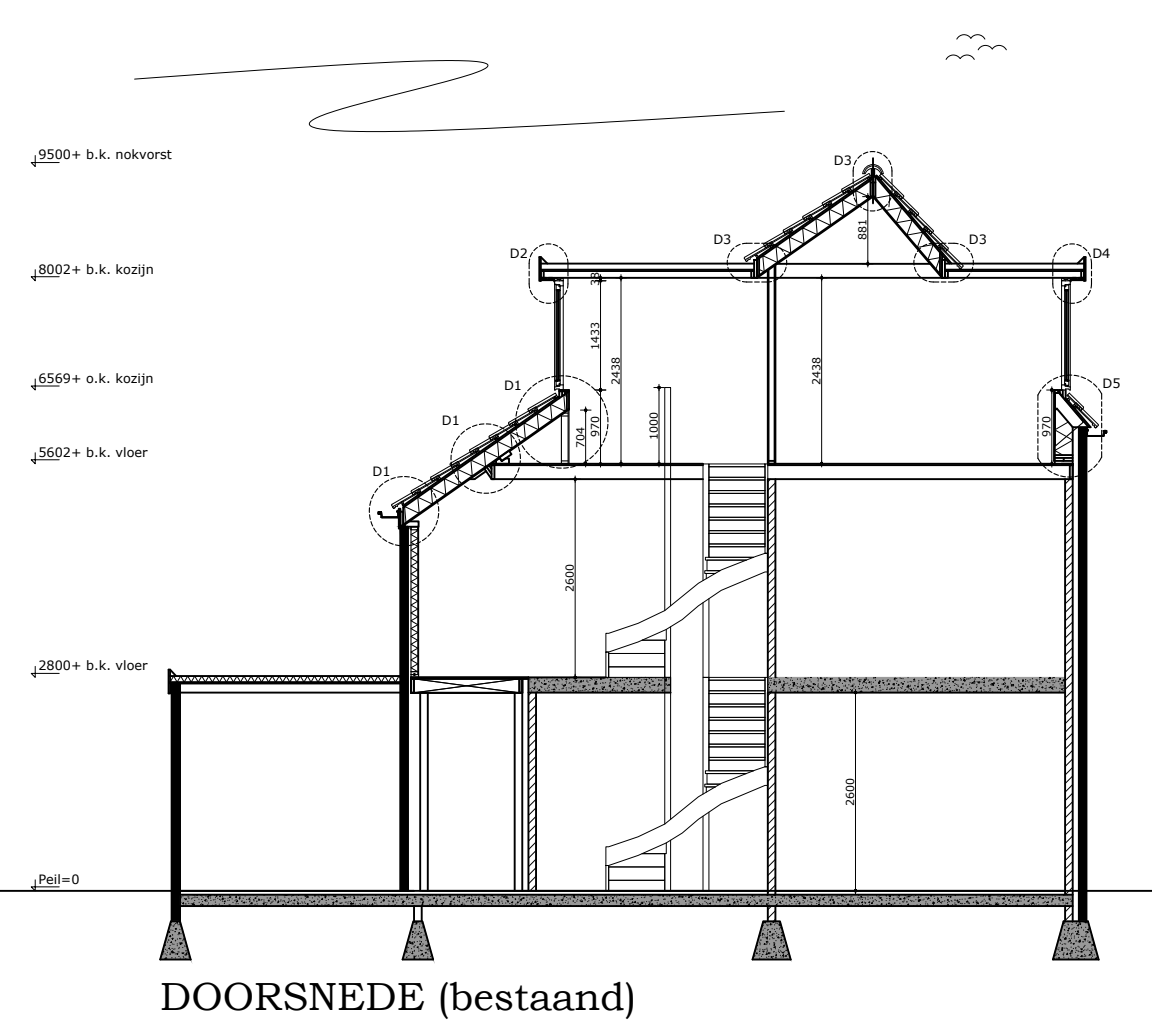 9500+ b.k. nokvorst
D3
881
D3
D3
D2
D4
8002+ b.k. kozijn
33
1433
2438
2438
6569+ o.k. kozijn
D1
D5
704
970
1000
970
D1
5602+ b.k. vloer
D1
2600
2800+ b.k. vloer
2600
Peil=0
DOORSNEDE (bestaand)